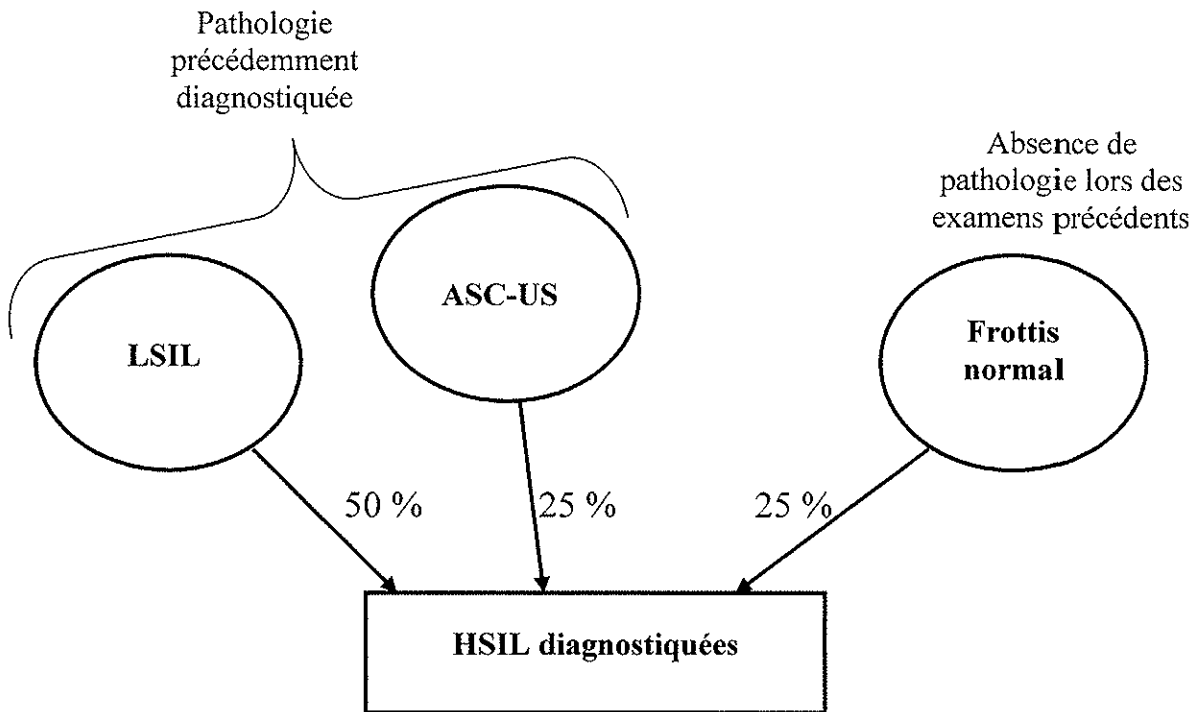 Pathologie
précédemment
diagnostiquée
Absence de
pathologie lors des
examens précédents
LSIL
ASC-US
Frottis
normal
50 %
25 %
25 %
HSIL diagnostiquées